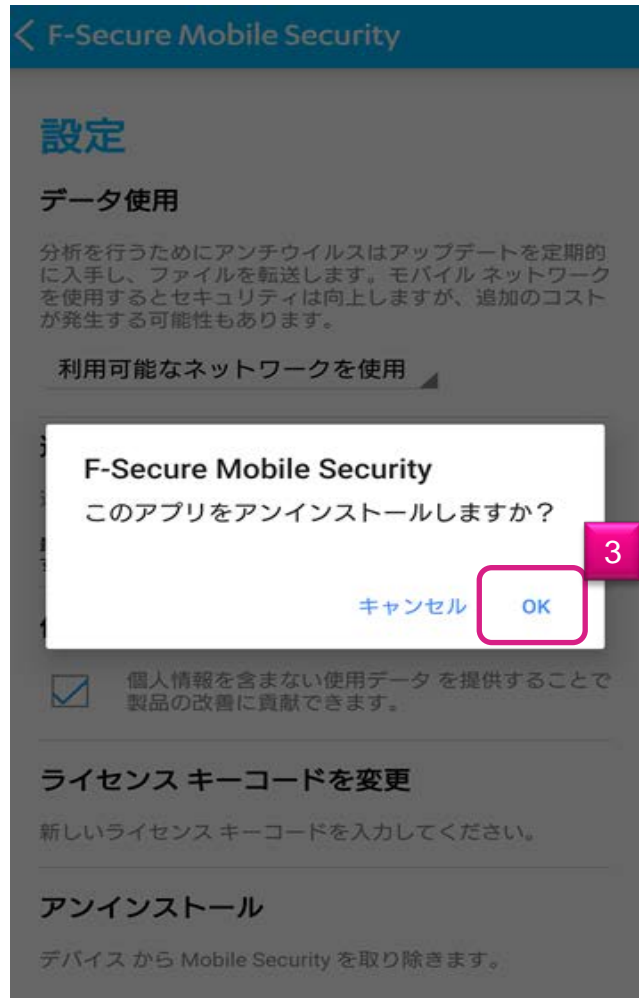 F-Secure Mobile Security
設定
データ使用
分析を行うためにアンチウイルスはアップデートを定期的
に入手し、ファイルを転送します。モバイル ネットワーク
を使用するとセキュリティは向上しますが、追加のコスト
が発生する可能性もあります。
利用可能なネットワークを使用
F-Secure Mobile Security
このアプリをアンインストールしますか？
3
キャンセル OK
個人情報を含まない使用データ を提供することで
製品の改善に貢献できます。
ライセンス キーコードを変更
新しいライセンス キーコードを入力してください。
アンインストール
デバイス から Mobile Security を取り除きます。